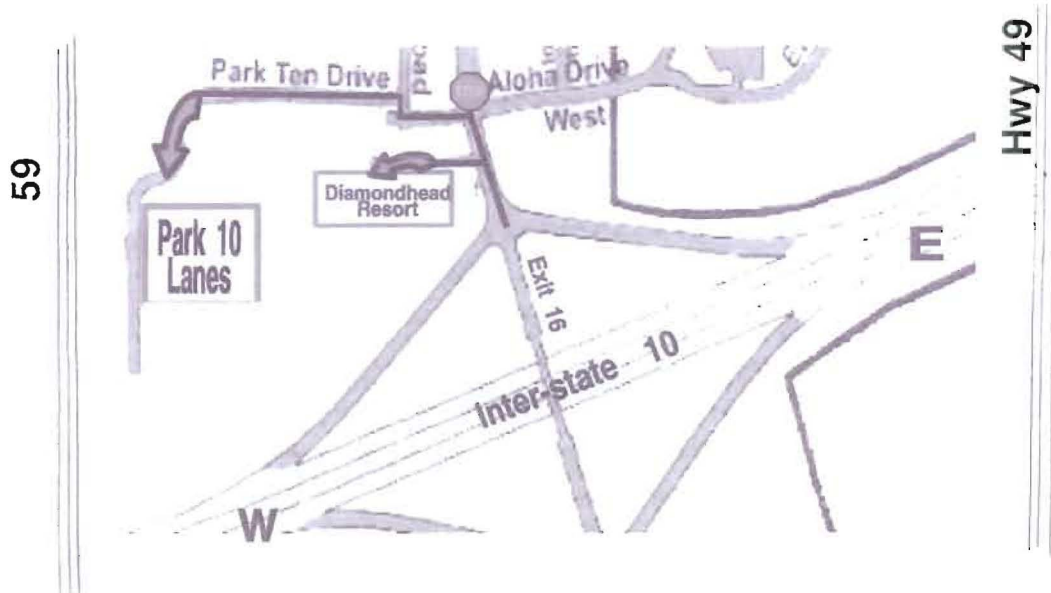 Hwy 49
Park Ten Drive
Aloha Drive
West
59
Diamondhead
Resort
Park 10
Lanes
E
Exit 16
Inter-state 10
W